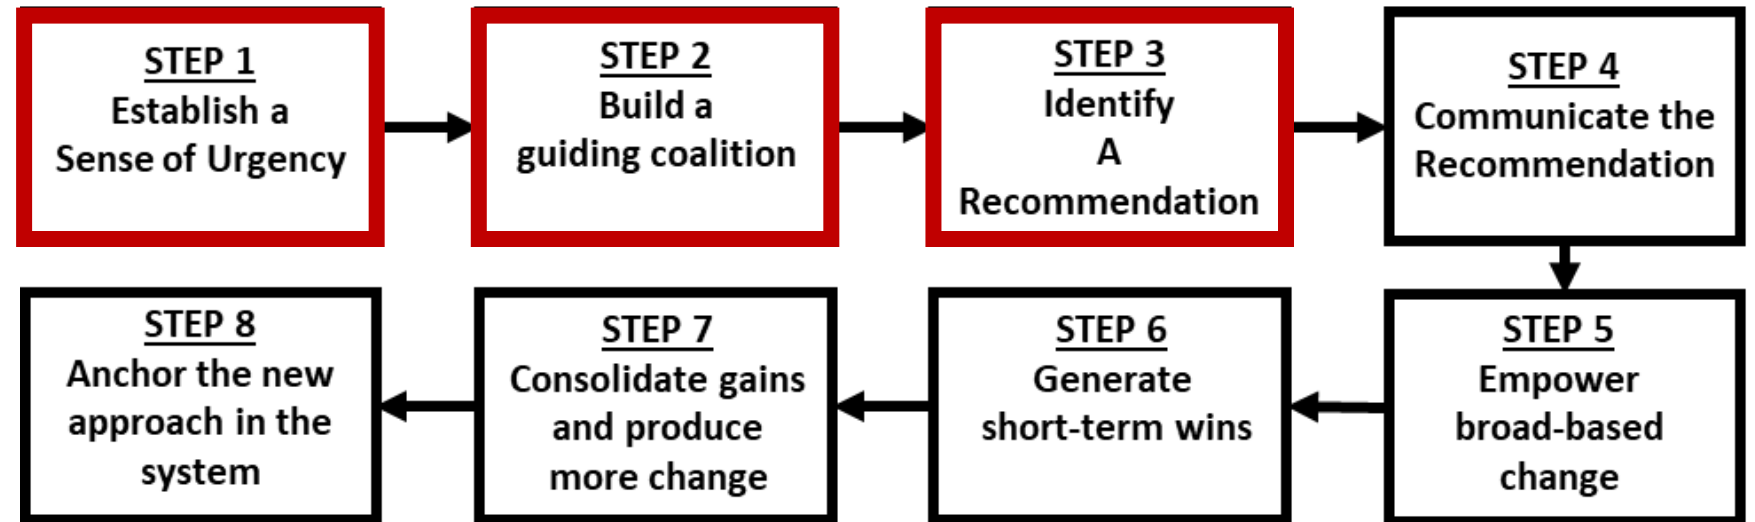 STEP 1
Establish a
Sense of Urgency
STEP 2
Build a
guiding coalition
STEP 3
Identify
A
Recommendation
STEP 4
Communicate the
Recommendation
STEP 5
Empower
broad-based
change
STEP 6
Generate
short-term wins
STEP 7
Consolidate gains
and produce
more change
STEP 8
Anchor the new
approach in the
system